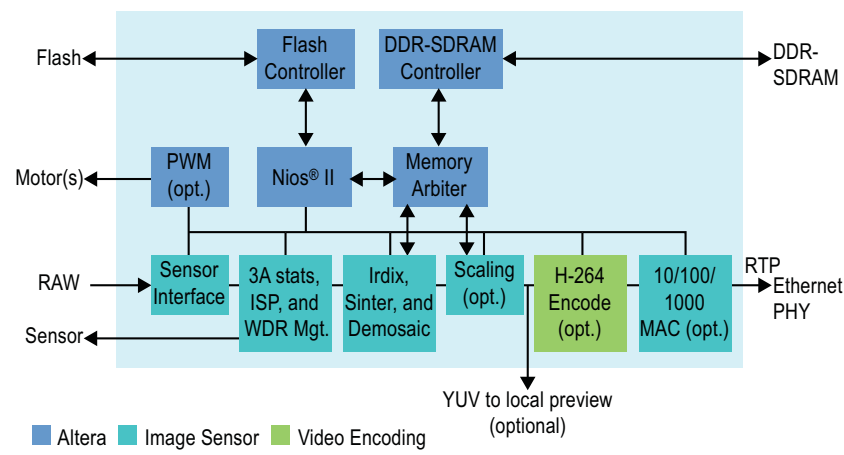 Flash
Flash
Controller
DDR-SDRAM
Controller
DDR-
SDRAM
Motor(s)
PWM
(opt.)
Nios® II
Memory
Arbiter
RAW
Sensor
Interface
3A stats,
ISP, and
WDR Mgt.
Irdix,
Sinter, and
Demosaic
Scaling
(opt.)
H-264
Encode
(opt.)
10/100/
1000
MAC (opt.)
RTP
Ethernet
PHY
Sensor
YUV to local preview
(optional)
Altera
Image Sensor
Video Encoding